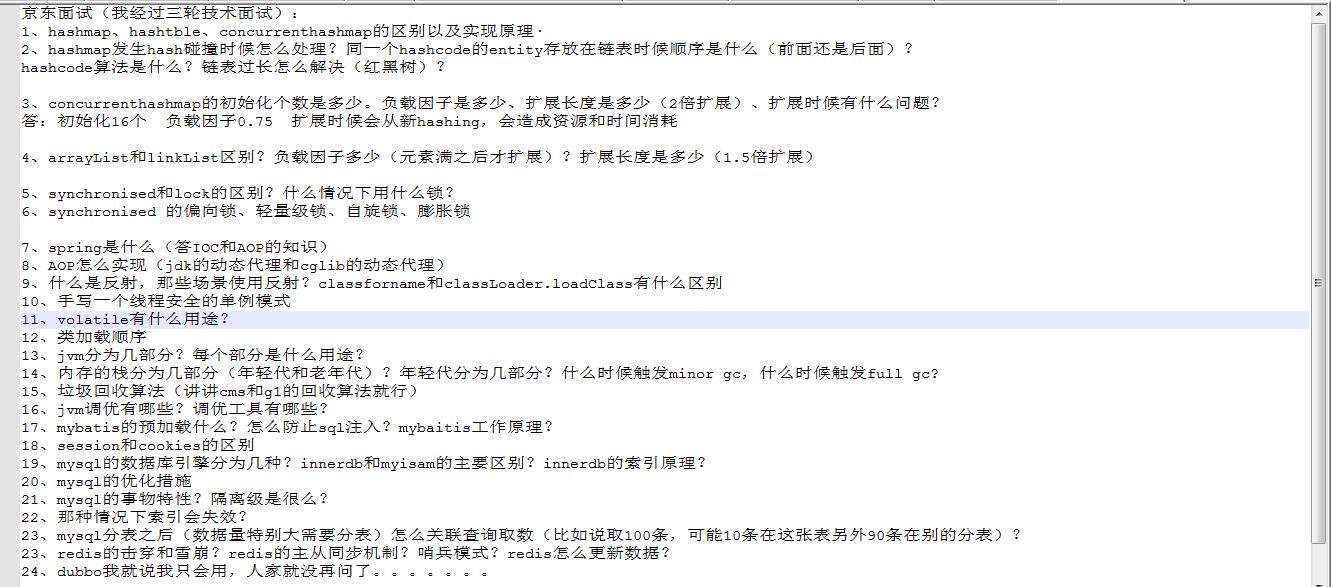 京东面试（我经过三轮技术面试）：
1、hashmap、hashtble、concurrenthashmap的区别以及实现原理·
2、hashmap发生hash碰撞时候怎么处理？同一个hashcode的entity存放在链表时候顺序是什么（前面还是后面）？
hashcode算法是什么？链表过长怎么解决（红黑树）？
3、concurrenthashmap的初始化个数是多少。负载因子是多少、扩展长度是多少（2倍扩展）、扩展时候有什么问题？
答：初始化16个  负载因子0.75  扩展时候会从新hashing，会造成资源和时间消耗
4、arrayList和linkList区别？负载因子多少（元素满之后才扩展）？扩展长度是多少（1.5倍扩展）
5、synchronised和lock的区别？什么情况下用什么锁？
6、synchronised 的偏向锁、轻量级锁、自旋锁、膨胀锁
7、spring是什么（答IOC和AOP的知识）
8、AOP怎么实现（jdk的动态代理和cglib的动态代理）
9、什么是反射，那些场景使用反射？classforname和classLoader.loadClass有什么区别
10、手写一个线程安全的单例模式
11、volatile有什么用途？
12、类加载顺序
13、jvm分为几部分？每个部分是什么用途？
14、内存的栈分为几部分（年轻代和老年代）？年轻代分为几部分？什么时候触发minor gc，什么时候触发full gc?
15、垃圾回收算法（讲讲cms和g1的回收算法就行）
16、jvm调优有哪些？调优工具有哪些？
17、mybatis的预加载什么？怎么防止sql注入？mybaitis工作原理？
18、session和cookies的区别
19、mysql的数据库引擎分为几种？innerdb和myisam的主要区别？innerdb的索引原理？
20、mysql的优化措施
21、mysql的事物特性？隔离级是很么？
22、那种情况下索引会失效？
23、mysql分表之后（数据量特别大需要分表）怎么关联查询取数（比如说取100条，可能10条在这张表另外90条在别的分表）？
23、redis的击穿和雪崩？redis的主从同步机制？哨兵模式？redis怎么更新数据？
24、dubbo我就说我只会用，人家就没再问了。。。。。。。